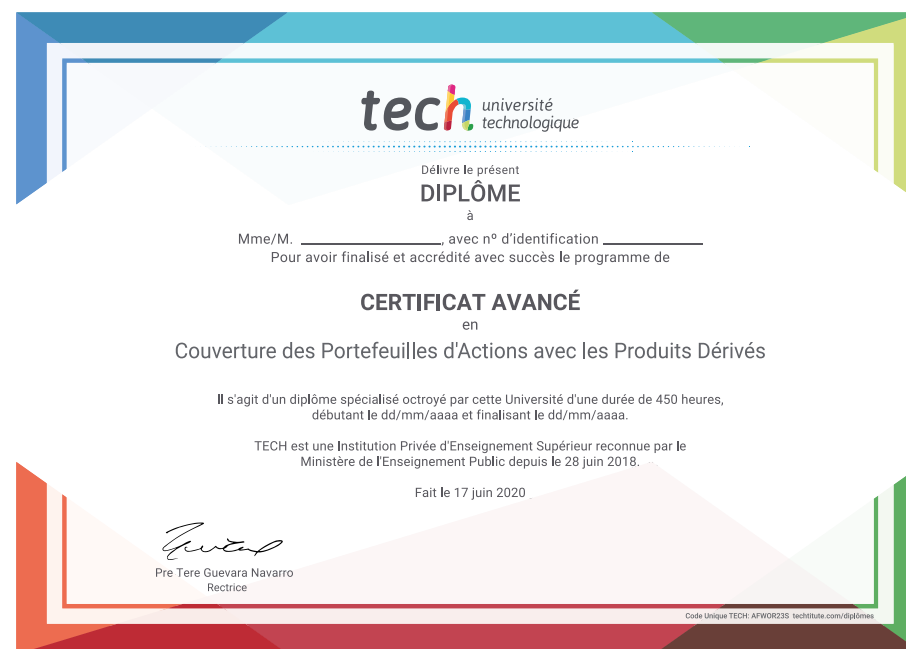 tech université
technologique
Délivre le présent
DIPLÔME
à
Mme/M. ____________________, avec nº d'identification ______________
Pour avoir finalisé et accrédité avec succès le programme de
CERTIFICAT AVANCÉ
en
Couverture des Portefeuilles d'Actions avec les Produits Dérivés
Il s'agit d'un diplôme spécialisé octroyé par cette Université d'une durée de 450 heures,
débutant le dd/mm/aaaa et finalisant le dd/mm/aaaa.
TECH est une Institution Privée d'Enseignement Supérieur reconnue par le
Ministère de l'Enseignement Public depuis le 28 juin 2018.
Fait le 17 juin 2020
Pre Tere Guevara Navarro
Rectrice
Code Unique TECH: AFWOR23S techtitute.com/diplômes